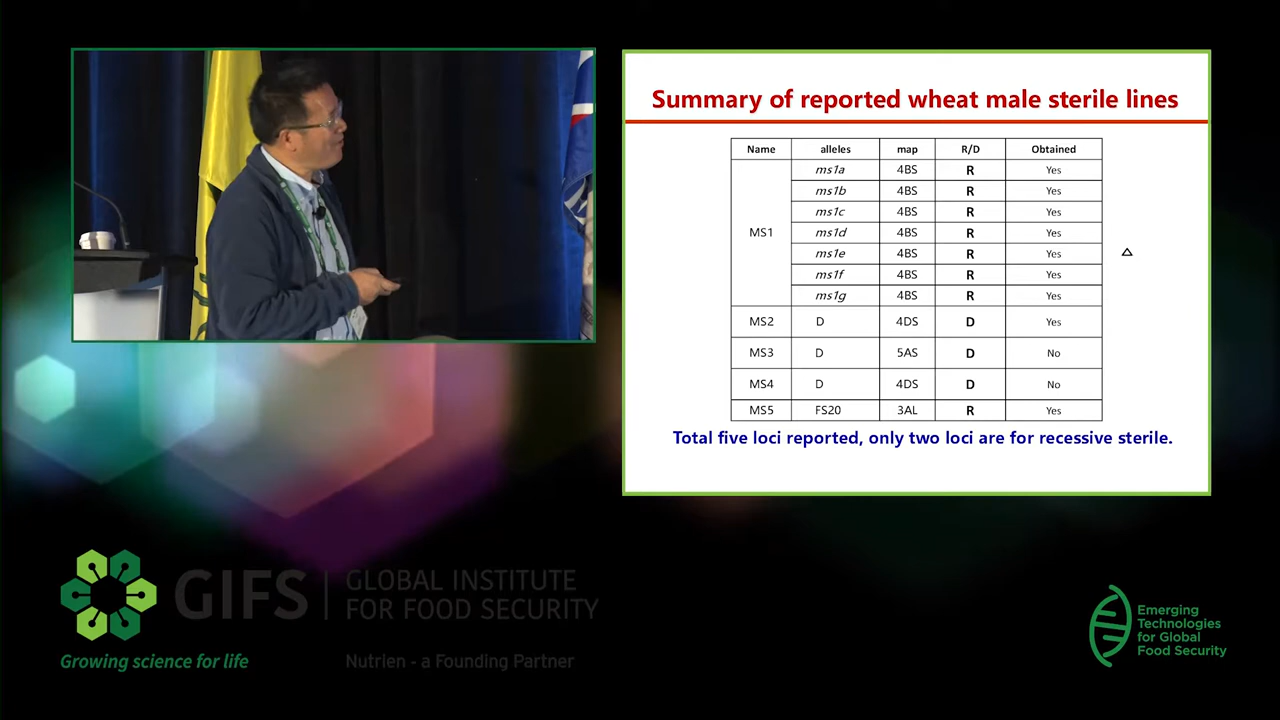 Summary of reported wheat male sterile lines
Name alleles map R/D Obtained
MS1
ms1a 4BS R Yes
ms1b 4BS R Yes
ms1c 4BS R Yes
ms1d 4BS R Yes
ms1e 4BS R Yes
ms1f 4BS R Yes
ms1g 4BS R Yes
MS2 D 4DS D Yes
MS3 D 5AS D No
MS4 D 4DS D No
MS5 FS20 3AL R Yes
Total five loci reported, only two loci are for recessive sterile.
GIFS
GLOBAL INSTITUTE
FOR FOOD SECURITY
Growing science for life
Nutrien - a Founding Partner
Emerging
Technologies
for Global
Food Security